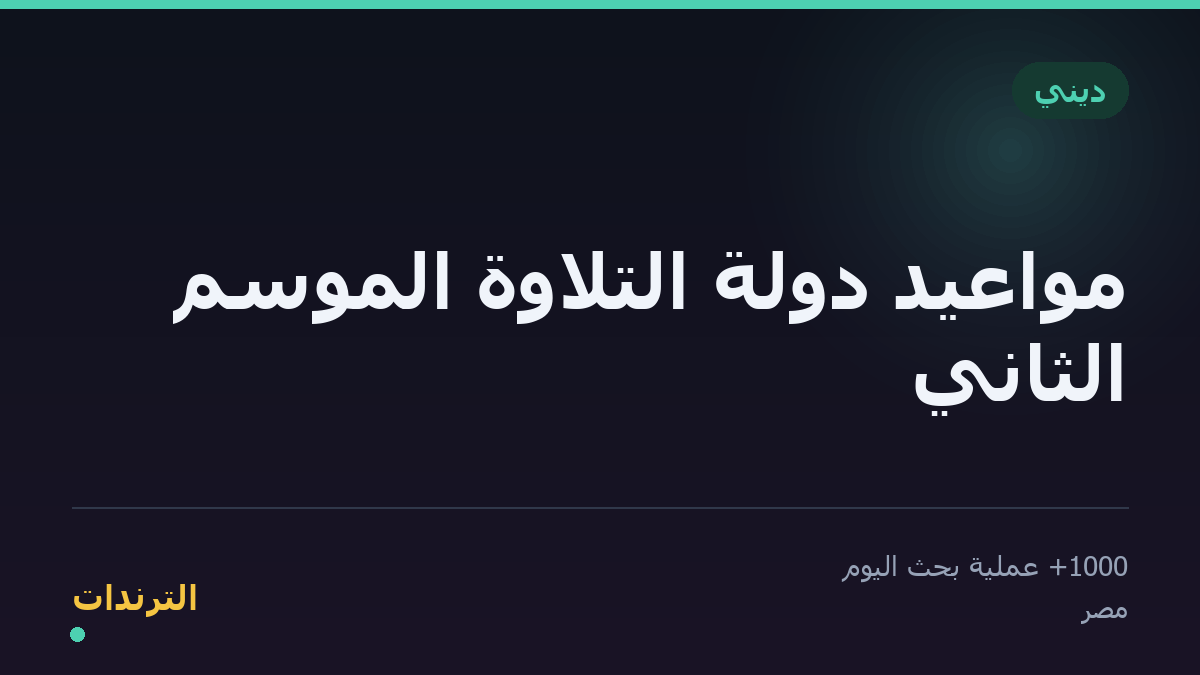 ديني
مواعيد دولة التلاوة الموسم
الثاني
1000+ عملية بحث اليوم
مصر
الترندات